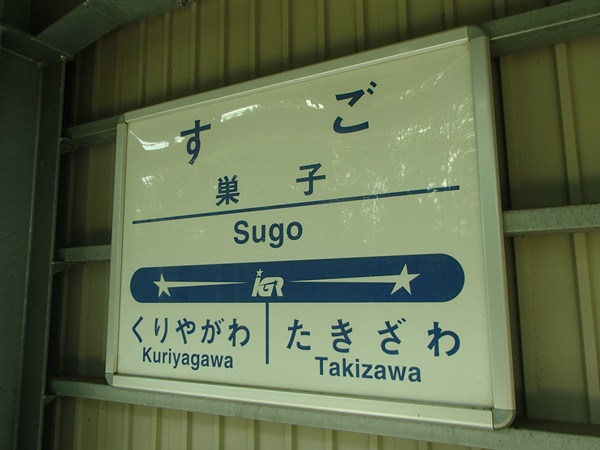 すご
巣子
Sugo
IGR
くりやがわ
Kuriyagawa
たきざわ
Takizawa